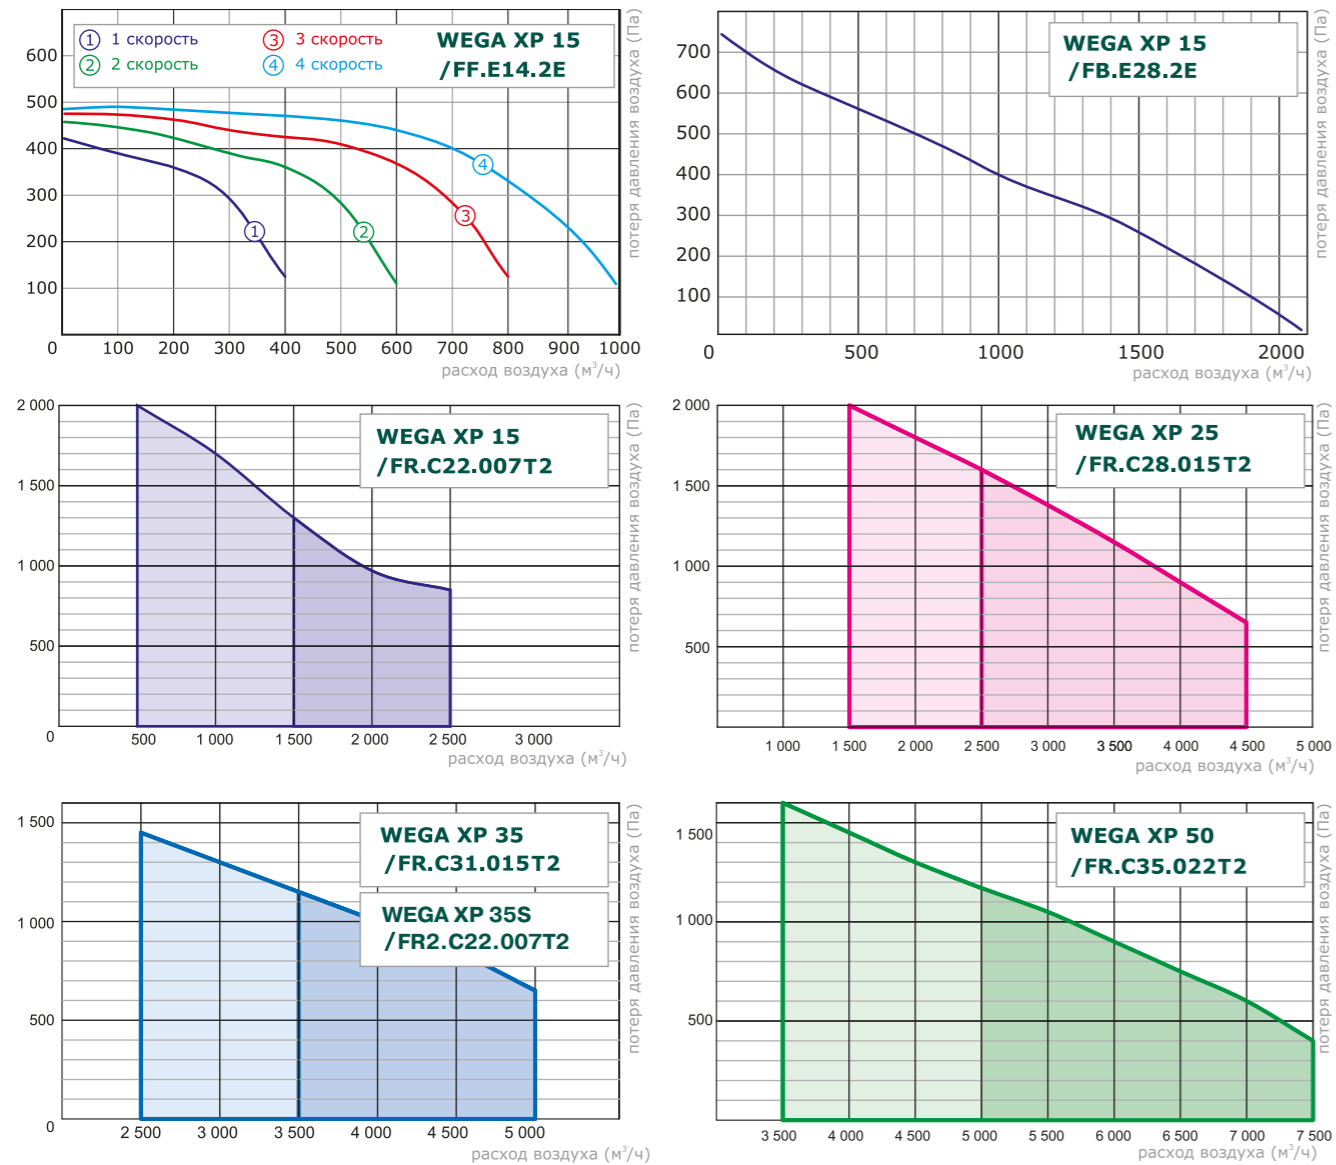 ① 1 скорость
② 2 скорость
③ 3 скорость
④ 4 скорость
WEGA XP 15
/FF.E14.2E
600
500
400
300
200
100
0 100 200 300 400 500 600 700 800 900 1000
1
2
3
4
расход воздуха (м³/ч)
потеря давления воздуха (Па)
WEGA XP 15
/FB.E28.2E
700
600
500
400
300
200
100
0 500 1000 1500 2000
расход воздуха (м³/ч)
потеря давления воздуха (Па)
WEGA XP 15
/FR.C22.007T2
2 000
1 500
1 000
500
0 500 1 000 1 500 2 000 2 500 3 000
расход воздуха (м³/ч)
потеря давления воздуха (Па)
WEGA XP 25
/FR.C28.015T2
2 000
1 500
1 000
500
1 000 1 500 2 000 2 500 3 000 3 500 4 000 4 500 5 000
расход воздуха (м³/ч)
потеря давления воздуха (Па)
WEGA XP 35
/FR.C31.015T2
WEGA XP 35S
/FR2.C22.007T2
1 500
1 000
500
0 2 500 3 000 3 500 4 000 4 500 5 000
расход воздуха (м³/ч)
потеря давления воздуха (Па)
WEGA XP 50
/FR.C35.022T2
1 500
1 000
500
3 500 4 000 4 500 5 000 5 500 6 000 6 500 7 000 7 500
расход воздуха (м³/ч)
потеря давления воздуха (Па)